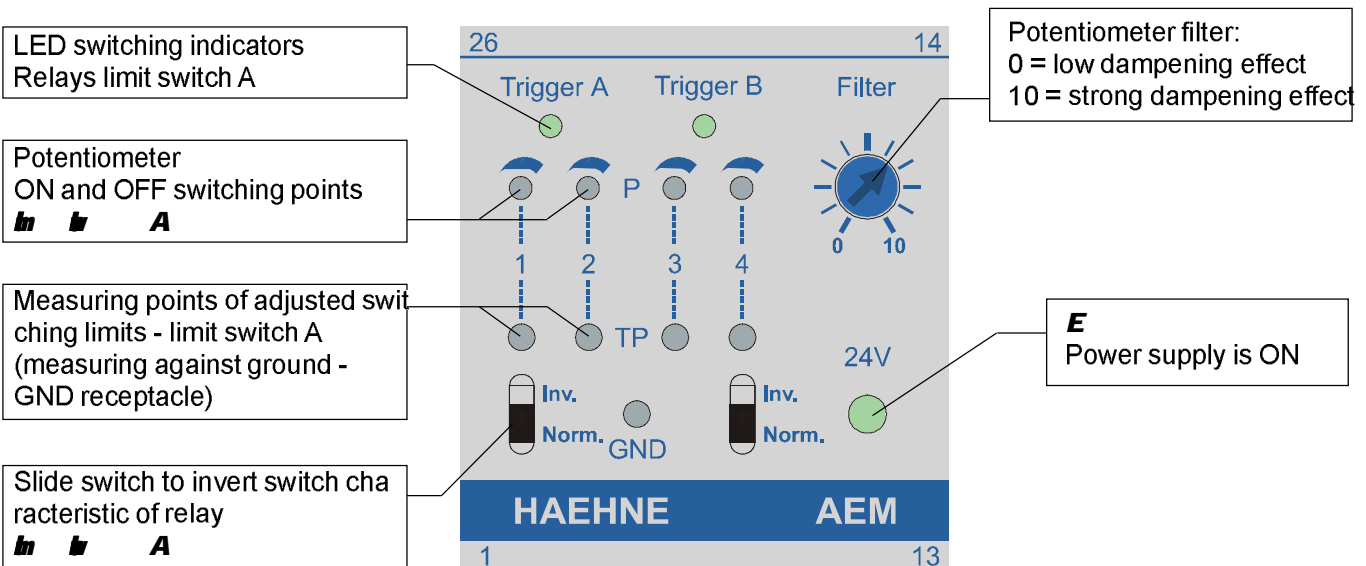 LED switching indicators
Relays limit switch A
Potentiometer
ON and OFF switching points
A
Measuring points of adjusted swit
ching limits - limit switch A
(measuring against ground -
GND receptacle)
Slide switch to invert switch cha
racteristic of relay
A
26 14
Trigger A Trigger B Filter
P
0 10
1 2 3 4
TP
24V
Inv. Inv.
Norm. Norm.
GND
HAEHNE AEM
1 13
Potentiometer filter:
0 = low dampening effect
10 = strong dampening effect
E
Power supply is ON